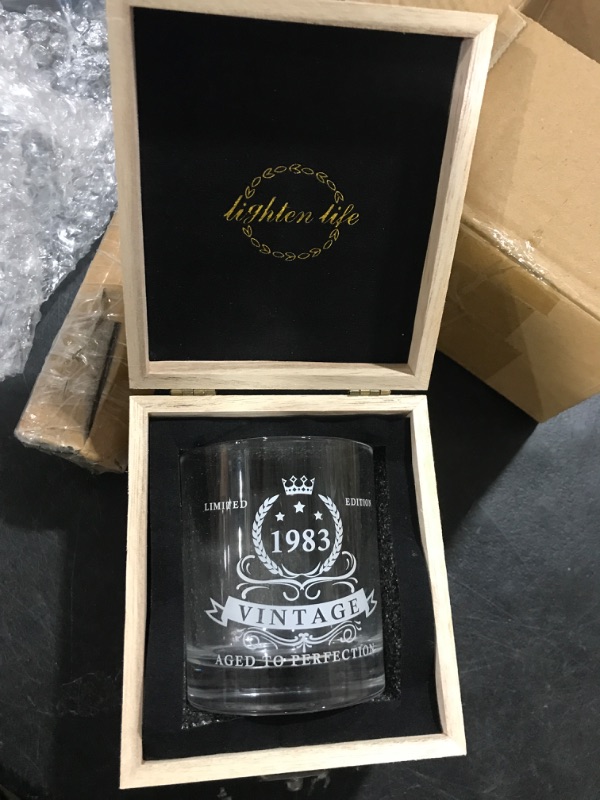 lighten life
LIMITED EDITION
1983
VINTAGE
AGED TO PERFECTION